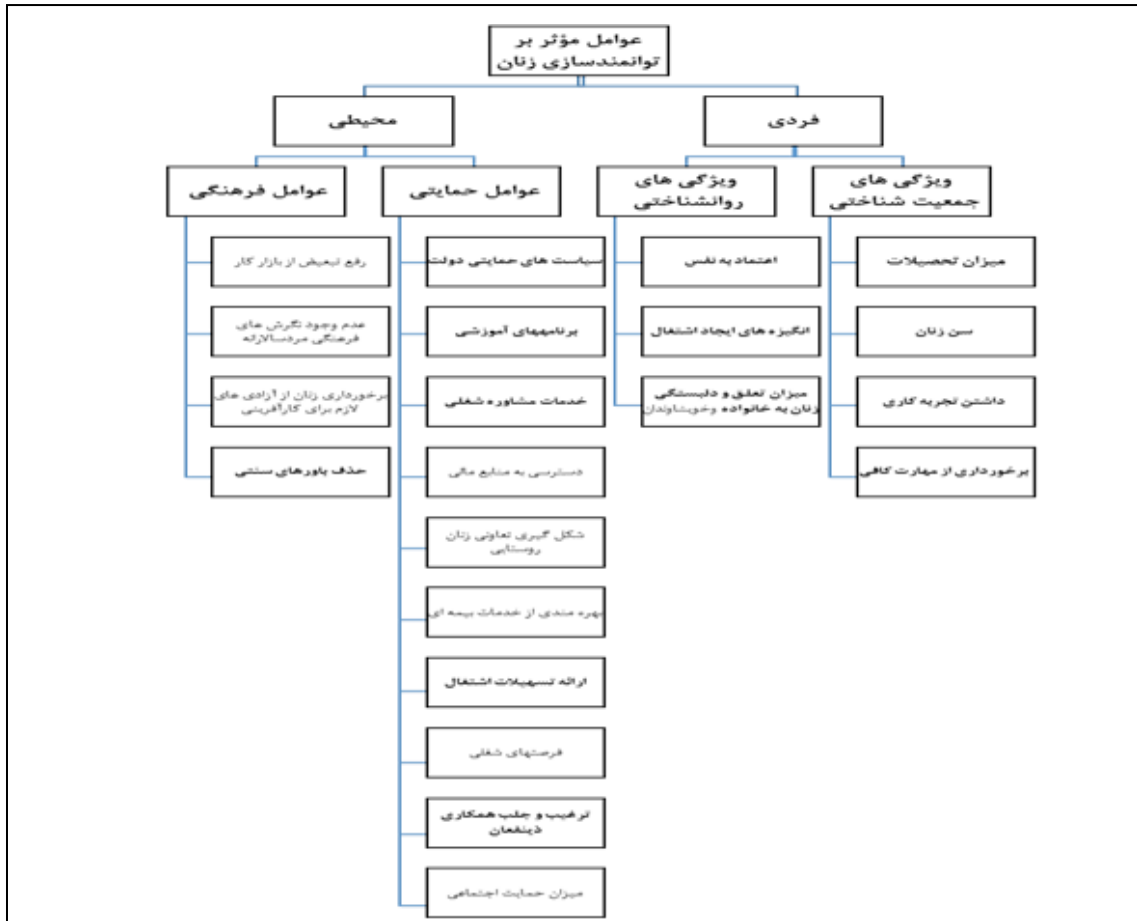 عوامل مؤثر بر
توانمندسازی زنان
فردی
محیطی
ویژگی های
جمعیت شناختی
ویژگی های
روانشناختی
عوامل حمایتی
عوامل فرهنگی
میزان تحصیلات
سن زنان
داشتن تجربه کاری
برخورداری از مهارت کافی
اعتماد به نفس
انگیزه های ایجاد اشتغال
میزان تعلق و دلبستگی
زنان به خانواده وخویشاوندان
سیاست های حمایتی دولت
برنامههای آموزشی
خدمات مشاوره شغلی
دسترسی به منابع مالی
شکل گیری تعاونی زنان
روستایی
بهره مندی از خدمات بیمه ای
ارائه تسهیلات اشتغال
فرصتهای شغلی
ترغیب و جلب همکاری
ذینفعان
میزان حمایت اجتماعی
رفع تبعیض از بازار کار
عدم وجود نگرش های
فرهنگی مردسالارانه
برخورداری زنان از آزادی های
لازم برای کارآفرینی
حذف باورهای سنتی